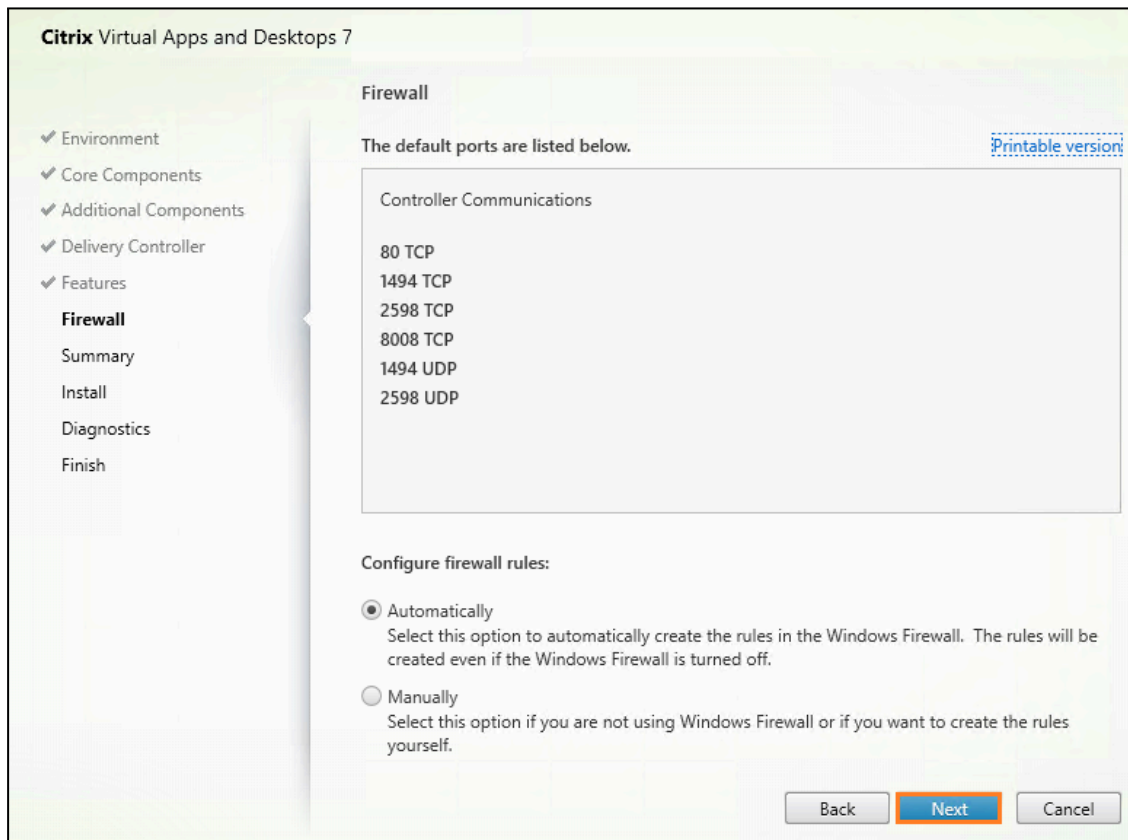 Citrix Virtual Apps and Desktops 7
Environment
Core Components
Additional Components
Delivery Controller
Features
Firewall
Summary
Install
Diagnostics
Finish
Firewall
The default ports are listed below.
Printable version
Controller Communications
80 TCP
1494 TCP
2598 TCP
8008 TCP
1494 UDP
2598 UDP
Configure firewall rules:
Automatically
Select this option to automatically create the rules in the Windows Firewall.  The rules will be
created even if the Windows Firewall is turned off.
Manually
Select this option if you are not using Windows Firewall or if you want to create the rules
yourself.
Back
Next
Cancel